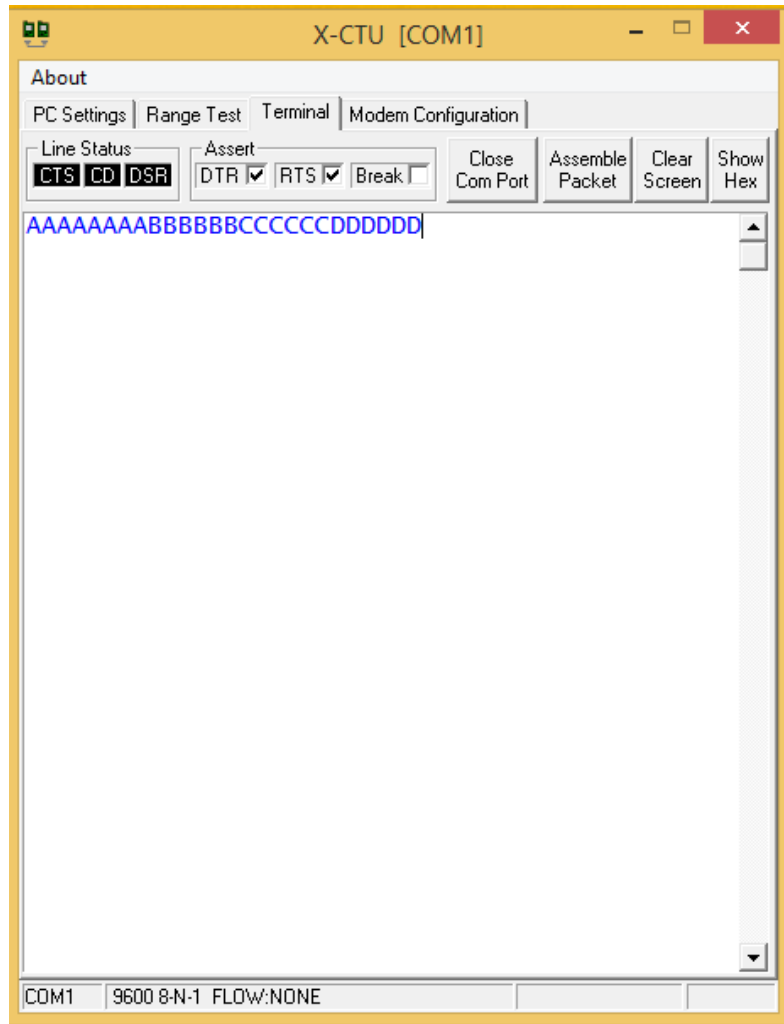 X-CTU [COM1]
About
PC Settings Range Test Terminal Modem Configuration
Line Status Assert
CTS CD DSR DTR RTS Break Close Com Port Assemble Packet Clear Screen Show Hex
AAAAAAAABBBBBBCCCCCCDDDDDD
COM1 9600 8-N-1 FLOW:NONE